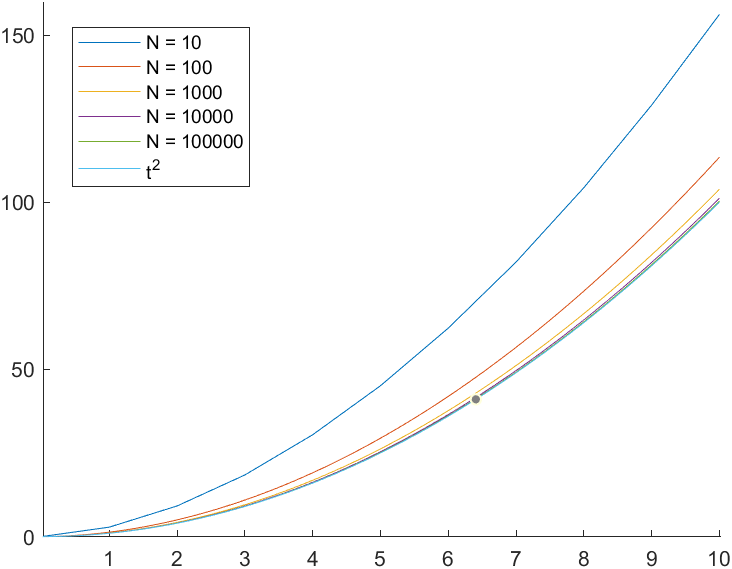 150
100
50
0
N = 10
N = 100
N = 1000
N = 10000
N = 100000
t²
1 2 3 4 5 6 7 8 9 10